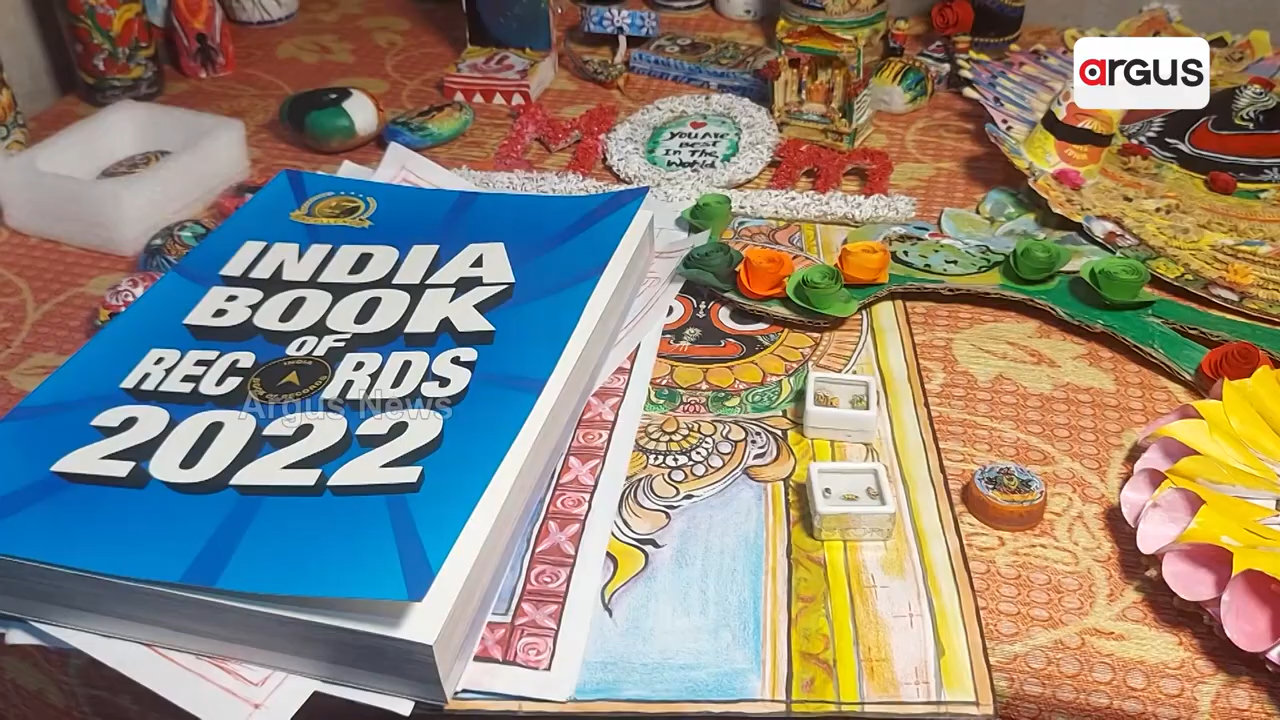 argus
You Are
Best
In The
World
INDIA
BOOK
OF
RECORDS
2022
Argus News